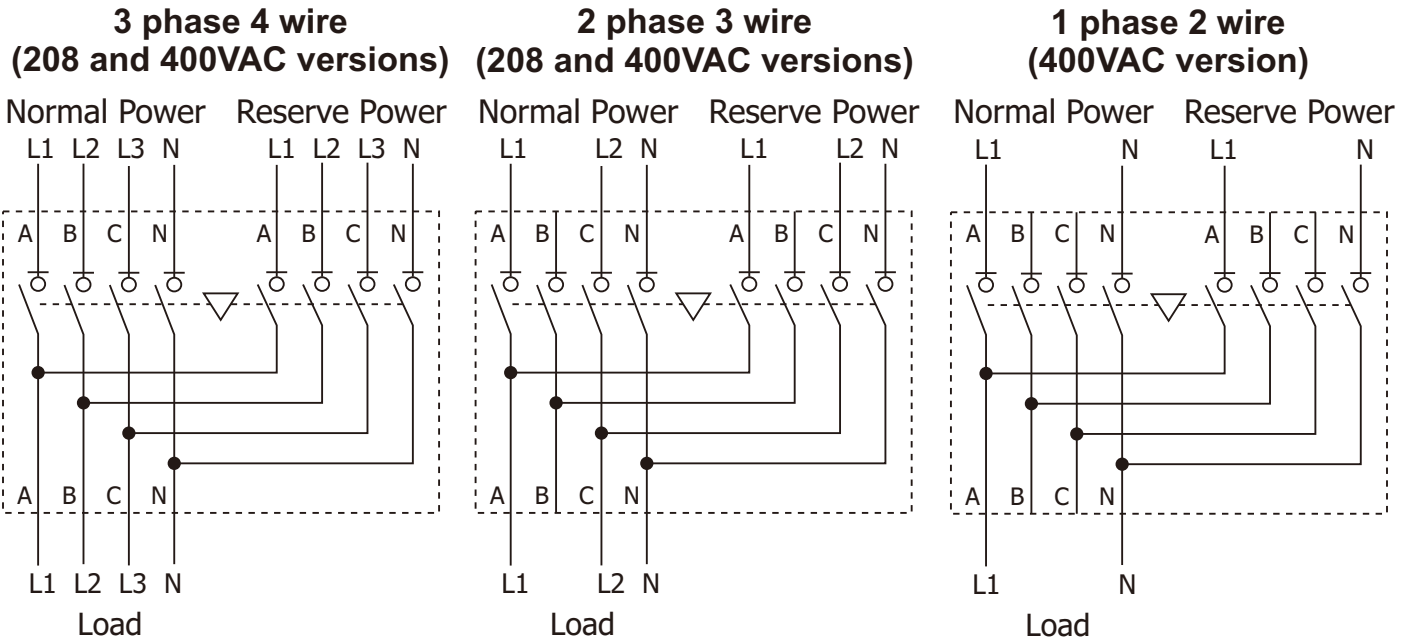 3 phase 4 wire
(208 and 400VAC versions)
Normal Power Reserve Power
L1 L2 L3 N L1 L2 L3 N
A B C N A B C N
A B C N
L1 L2 L3 N
Load
2 phase 3 wire
(208 and 400VAC versions)
Normal Power Reserve Power
L1 L2 N L1 L2 N
A B C N A B C N
A B C N
L1 L2 N
Load
1 phase 2 wire
(400VAC version)
Normal Power Reserve Power
L1 N L1 N
A B C N A B C N
A B C N
L1 N
Load